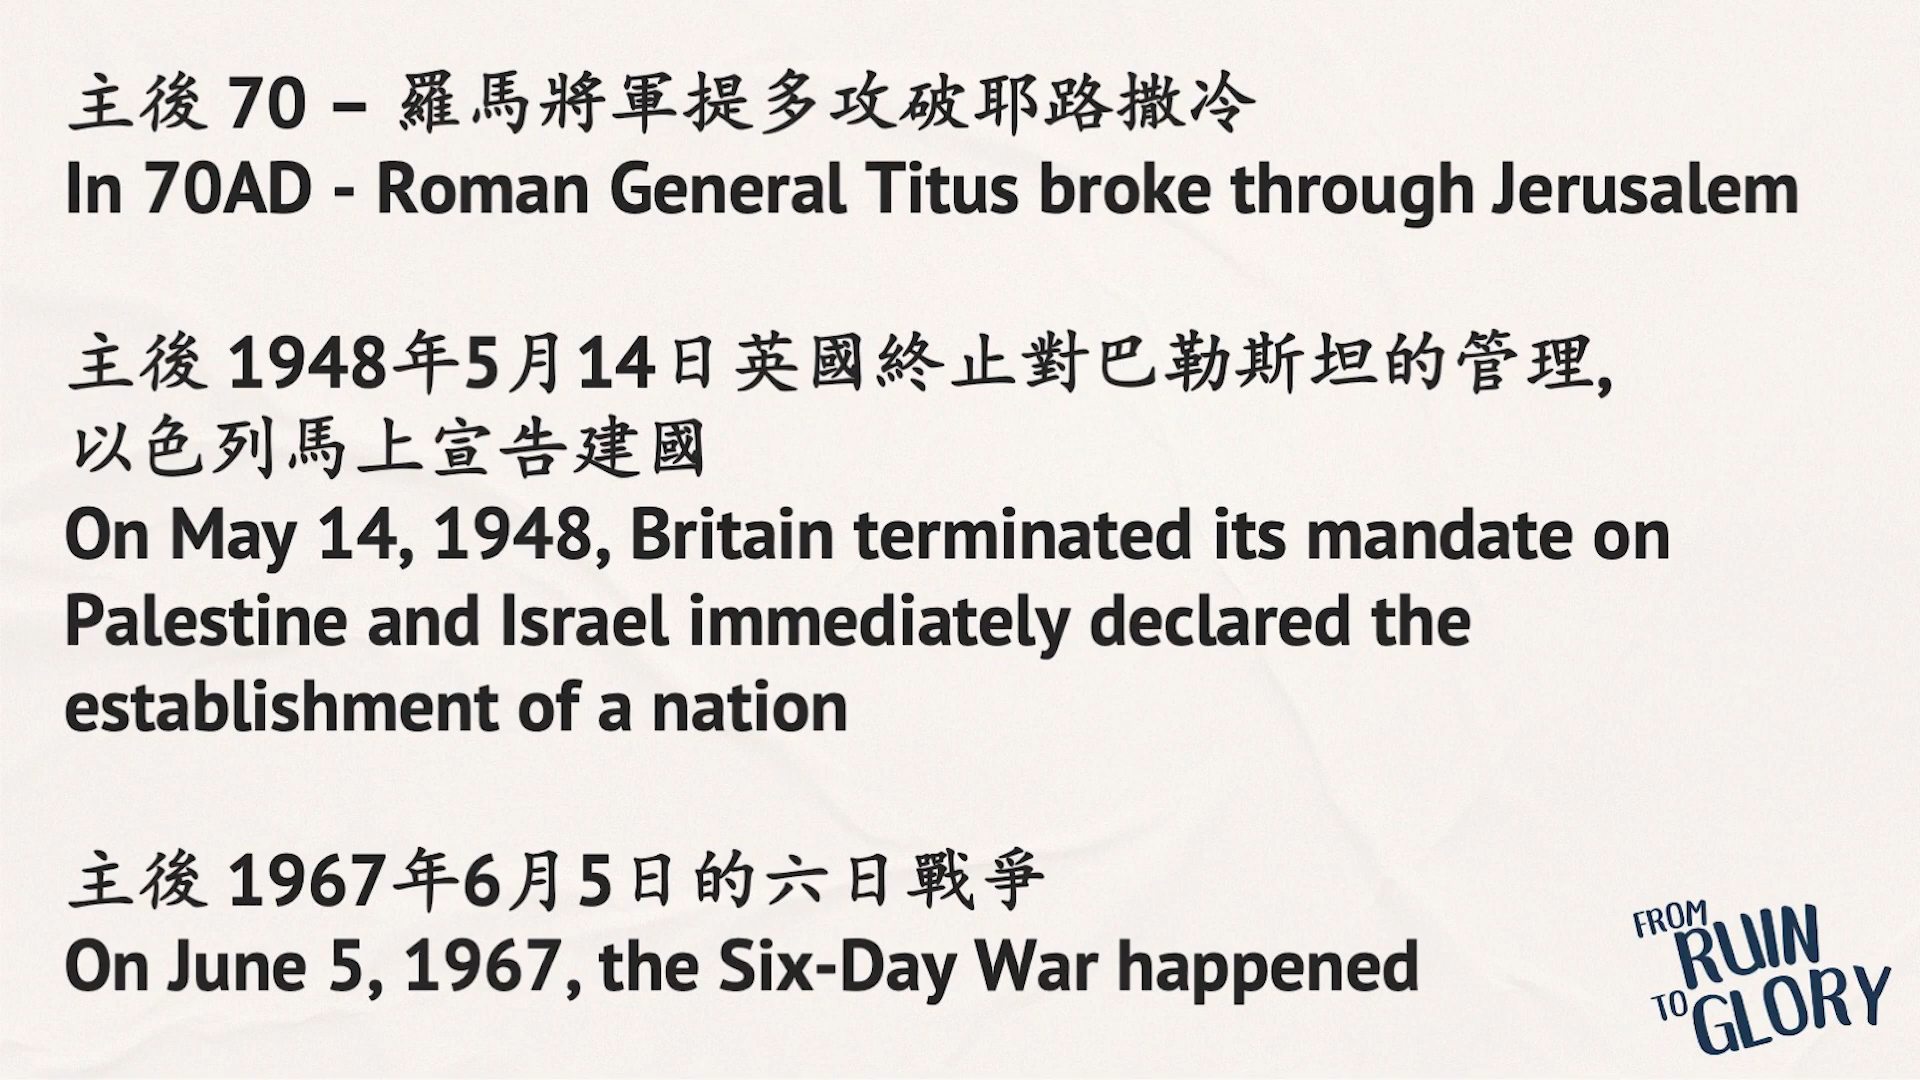 主後 70 – 羅馬將軍提多攻破耶路撒冷
In 70AD - Roman General Titus broke through Jerusalem
主後 1948年5月14日英國終止對巴勒斯坦的管理,
以色列馬上宣告建國
On May 14, 1948, Britain terminated its mandate on
Palestine and Israel immediately declared the
establishment of a nation
主後 1967年6月5日的六日戰爭
On June 5, 1967, the Six-Day War happened
FROM
RUIN
TO
GLORY